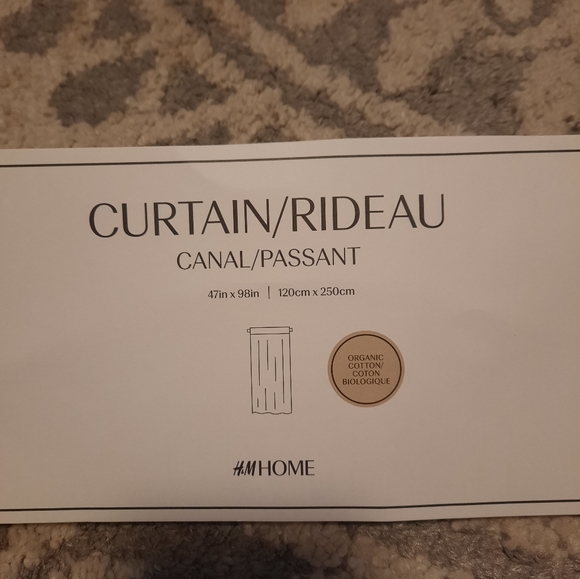 CURTAIN/RIDEAU
CANAL/PASSANT
47in x 98in | 120cm x 250cm
ORGANIC
COTTON/
COTON
BIOLOGIQUE
H&M HOME